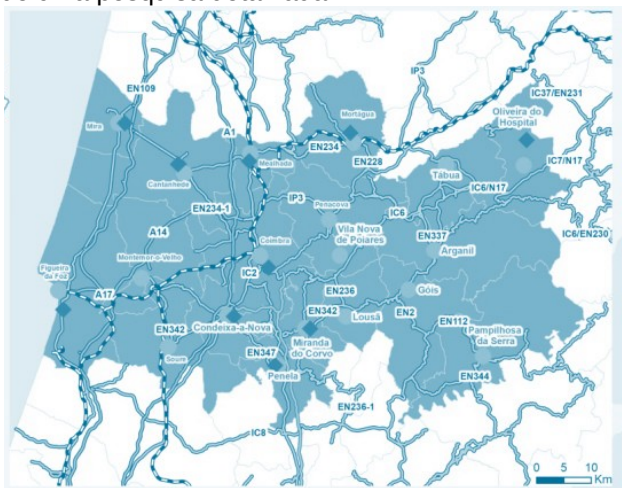 EN109
IP3
IC37/EN231
Mira
Mortágua
Oliveira do
Hospital
A1
EN234
Mealhada
EN228
Cantanhede
Tábua
IC7/N17
IC6/N17
EN234-1
IP3
Penacova
IC6
A14
Vila Nova
de Poiares
EN337
IC6/EN230
Coimbra
Arganil
Montemor-o-Velho
Figueira
da Foz
IC2
A17
EN236
Góis
EN342
EN342
Condeixa-a-Nova
Lousã
EN2
EN112
Pampilhosa
da Serra
Soure
EN347
Miranda
do Corvo
Penela
EN344
EN236-1
IC8
0 5 10
Km